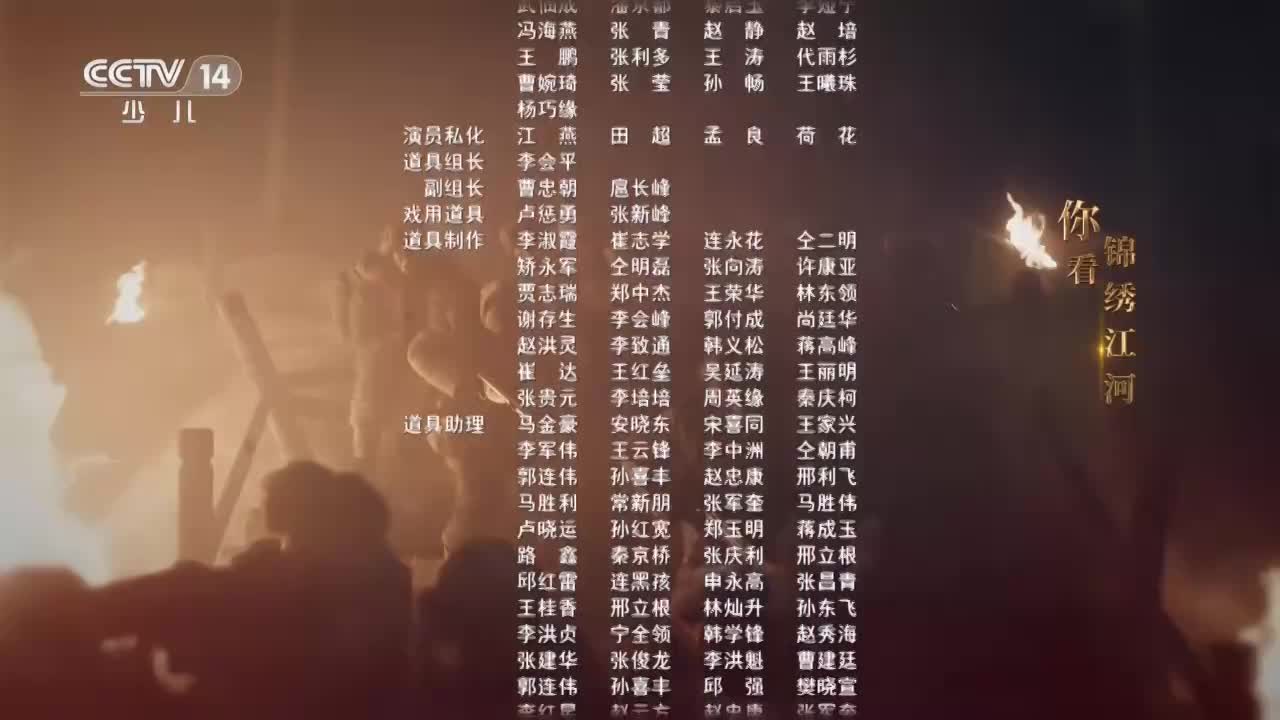 CCTV 14
少儿
冯海燕 张 青 赵 静 赵 培
王 鹏 张利多 王 涛 代雨杉
曹婉琦 张 莹 孙 畅 王曦珠
杨巧缘
演员私化 江 燕 田 超 孟 良 荷 花
道具组长 李会平
副组长 曹忠朝 扈长峰
戏用道具 卢惩勇 张新峰
道具制作 李淑霞 崔志学 连永花 仝二明
矫永军 仝明磊 张向涛 许康亚
贾志瑞 郑中杰 王荣华 林东领
谢存生 李会峰 郭付成 尚廷华
赵洪灵 李致通 韩义松 蒋高峰
崔 达 王红垒 吴延涛 王丽明
张贵元 李培培 周英缘 秦庆柯
道具助理 马金豪 安晓东 宋喜同 王家兴
李军伟 王云锋 李中洲 仝朝甫
郭连伟 孙喜丰 赵忠康 邢利飞
马胜利 常新朋 张军奎 马胜伟
卢晓运 孙红宽 郑玉明 蒋成玉
路 鑫 秦京桥 张庆利 邢立根
邱红雷 连黑孩 申永高 张昌青
王桂香 邢立根 林灿升 孙东飞
李洪贞 宁全领 韩学锋 赵秀海
张建华 张俊龙 李洪魁 曹建廷
郭连伟 孙喜丰 邱 强 樊晓宣
你看
锦绣江河